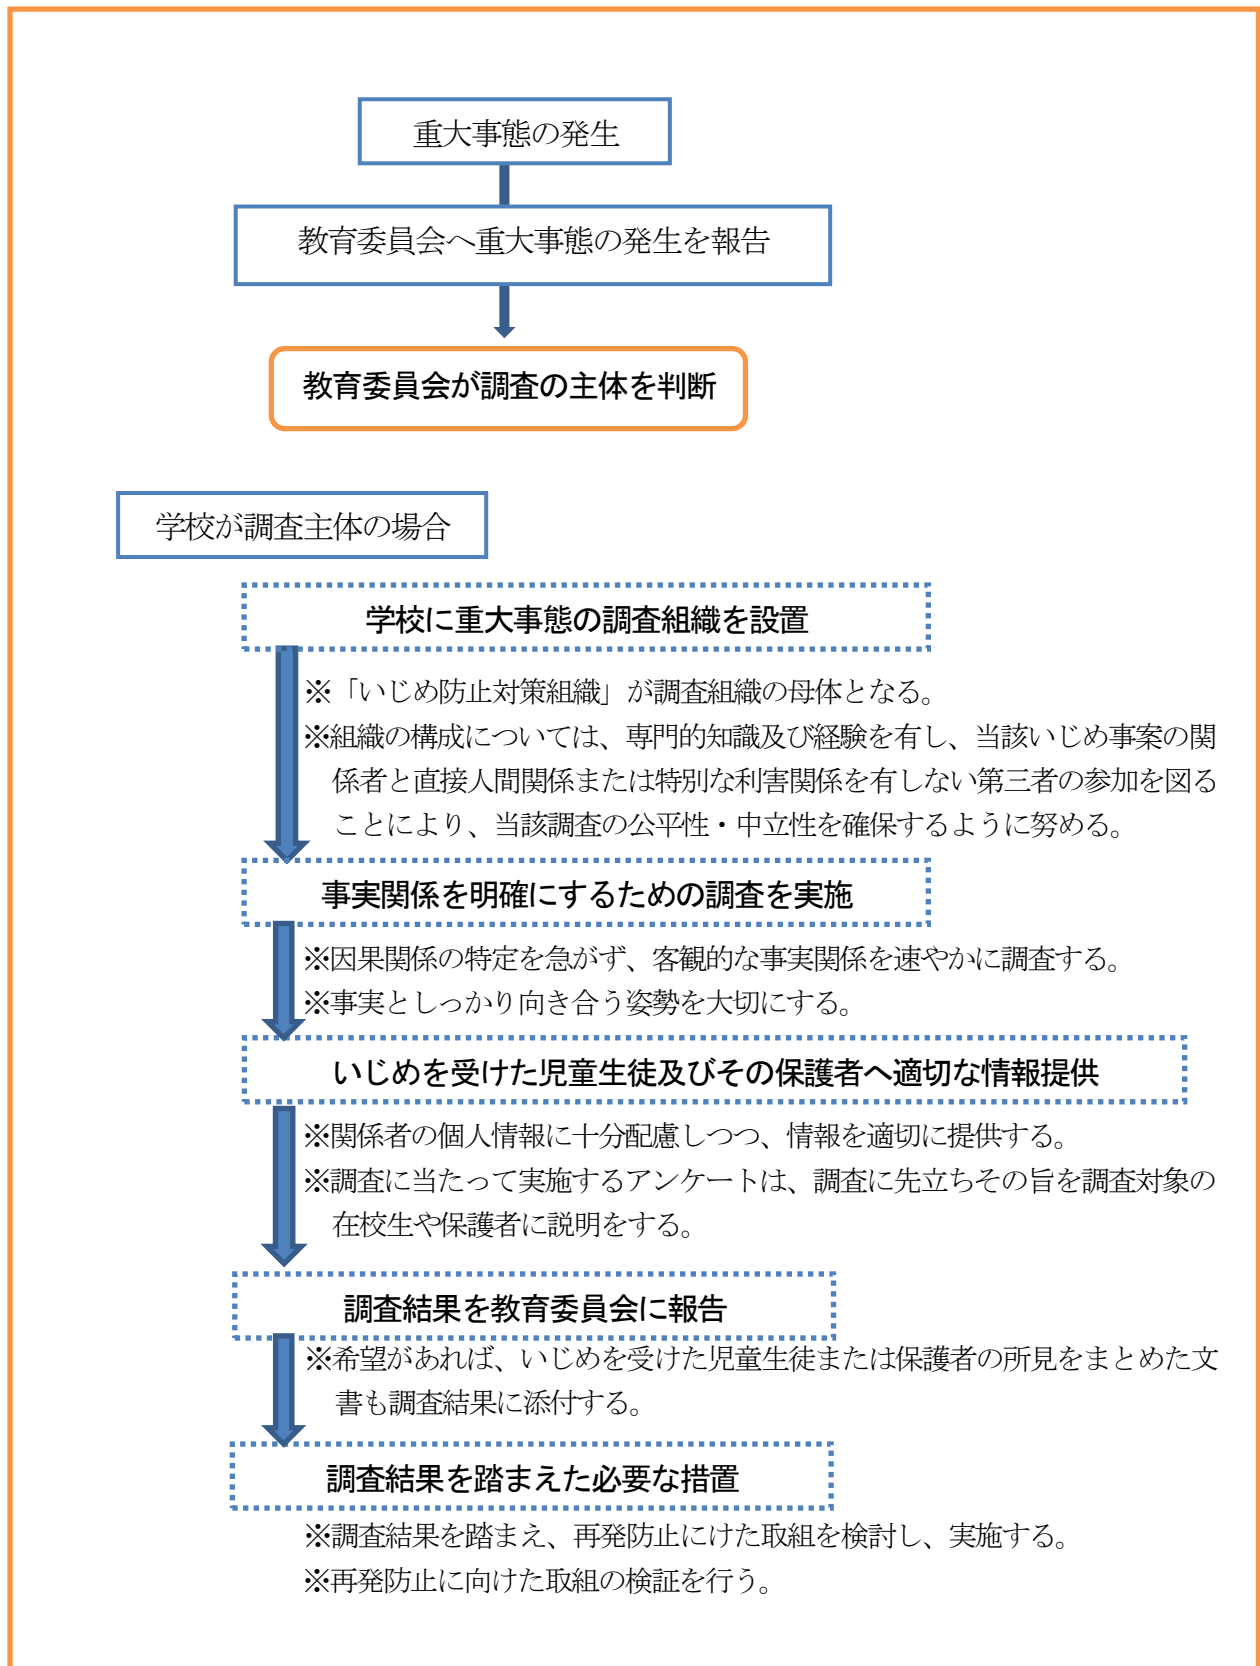 重大事態の発生
教育委員会へ重大事態の発生を報告
教育委員会が調査の主体を判断
学校が調査主体の場合
学校に重大事態の調査組織を設置
※「いじめ防止対策組織」が調査組織の母体となる。
※組織の構成については、専門的知識及び経験を有し、当該いじめ事案の関
係者と直接人間関係または特別な利害関係を有しない第三者の参加を図る
ことにより、当該調査の公平性・中立性を確保するように努める。
事実関係を明確にするための調査を実施
※因果関係の特定を急がず、客観的な事実関係を速やかに調査する。
※事実としっかり向き合う姿勢を大切にする。
いじめを受けた児童生徒及びその保護者へ適切な情報提供
※関係者の個人情報に十分配慮しつつ、情報を適切に提供する。
※調査に当たって実施するアンケートは、調査に先立ちその旨を調査対象の
在校生や保護者に説明をする。
調査結果を教育委員会に報告
※希望があれば、いじめを受けた児童生徒または保護者の所見をまとめた文
書も調査結果に添付する。
調査結果を踏まえた必要な措置
※調査結果を踏まえ、再発防止にけた取組を検討し、実施する。
※再発防止に向けた取組の検証を行う。